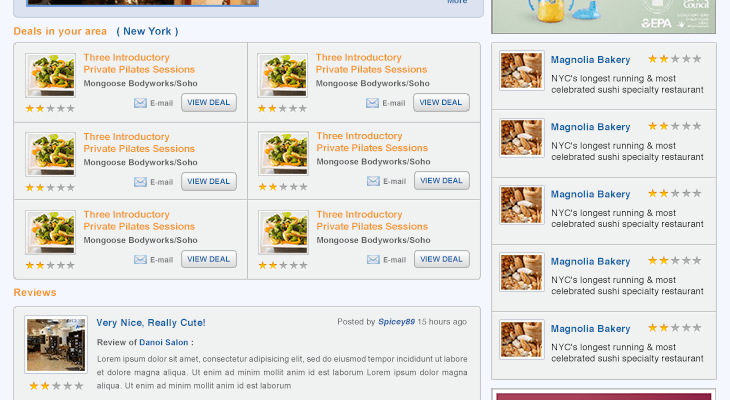 More
Deals in your area ( New York )
Three Introductory
Private Pilates Sessions
Mongoose Bodyworks/Soho
E-mail
VIEW DEAL
Three Introductory
Private Pilates Sessions
Mongoose Bodyworks/Soho
E-mail
VIEW DEAL
Three Introductory
Private Pilates Sessions
Mongoose Bodyworks/Soho
E-mail
VIEW DEAL
Three Introductory
Private Pilates Sessions
Mongoose Bodyworks/Soho
E-mail
VIEW DEAL
Three Introductory
Private Pilates Sessions
Mongoose Bodyworks/Soho
E-mail
VIEW DEAL
Three Introductory
Private Pilates Sessions
Mongoose Bodyworks/Soho
E-mail
VIEW DEAL
Reviews
Very Nice, Really Cute!
Posted by Spicey89 15 hours ago
Review of Danoi Salon :
Lorem ipsum dolor sit amet, consectetur adipisicing elit, sed do eiusmod tempor incididunt ut labore
et dolore magna aliqua. Ut enim ad minim mollit anim id est laborum Lorem ipsum dolor magna
aliqua. Ut enim ad minim mollit anim id est laborum
Council
EPA
Magnolia Bakery
NYC's longest running & most
celebrated sushi specialty restaurant
Magnolia Bakery
NYC's longest running & most
celebrated sushi specialty restaurant
Magnolia Bakery
NYC's longest running & most
celebrated sushi specialty restaurant
Magnolia Bakery
NYC's longest running & most
celebrated sushi specialty restaurant
Magnolia Bakery
NYC's longest running & most
celebrated sushi specialty restaurant